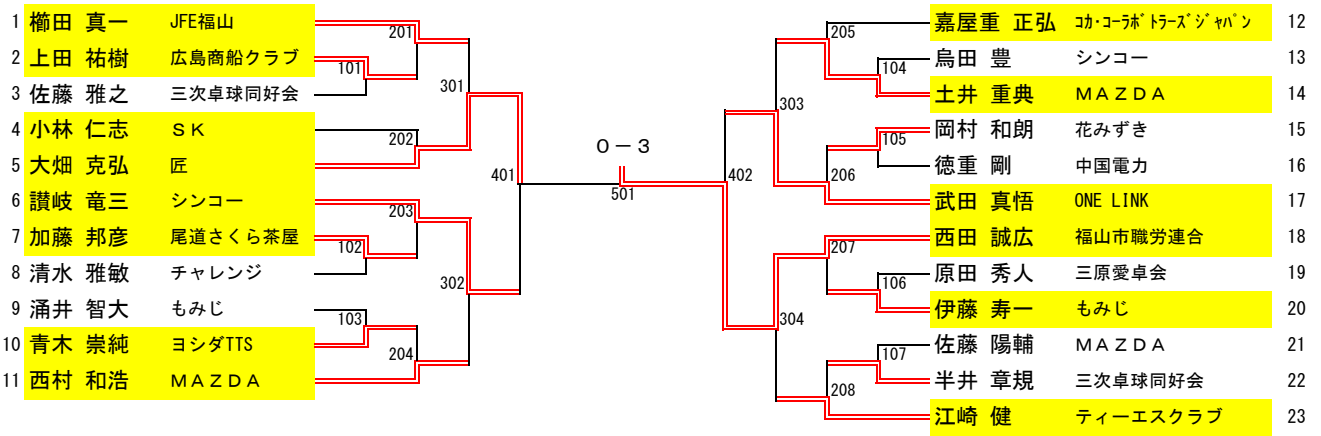 1 櫛田 真一 JFE福山
2 上田 祐樹 広島商船クラブ
3 佐藤 雅之 三次卓球同好会
4 小林 仁志 ＳＫ
5 大畑 克弘 匠
6 讃岐 竜三 シンコー
7 加藤 邦彦 尾道さくら茶屋
8 清水 雅敏 チャレンジ
9 涌井 智大 もみじ
10 青木 崇純 ヨシダTTS
11 西村 和浩 ＭＡＺＤＡ
201
101
301
202
401
203
102
302
103
204
０－３
501
205
104
303
105
402
206
207
106
304
107
208
嘉屋重 正弘 ｺｶ･ｺｰﾗﾎﾞﾄﾗｰｽﾞｼﾞｬﾊﾟﾝ 12
烏田 豊 シンコー 13
土井 重典 ＭＡＺＤＡ 14
岡村 和朗 花みずき 15
徳重 剛 中国電力 16
武田 真悟 ONE LINK 17
西田 誠広 福山市職労連合 18
原田 秀人 三原愛卓会 19
伊藤 寿一 もみじ 20
佐藤 陽輔 ＭＡＺＤＡ 21
半井 章規 三次卓球同好会 22
江崎 健 ティーエスクラブ 23